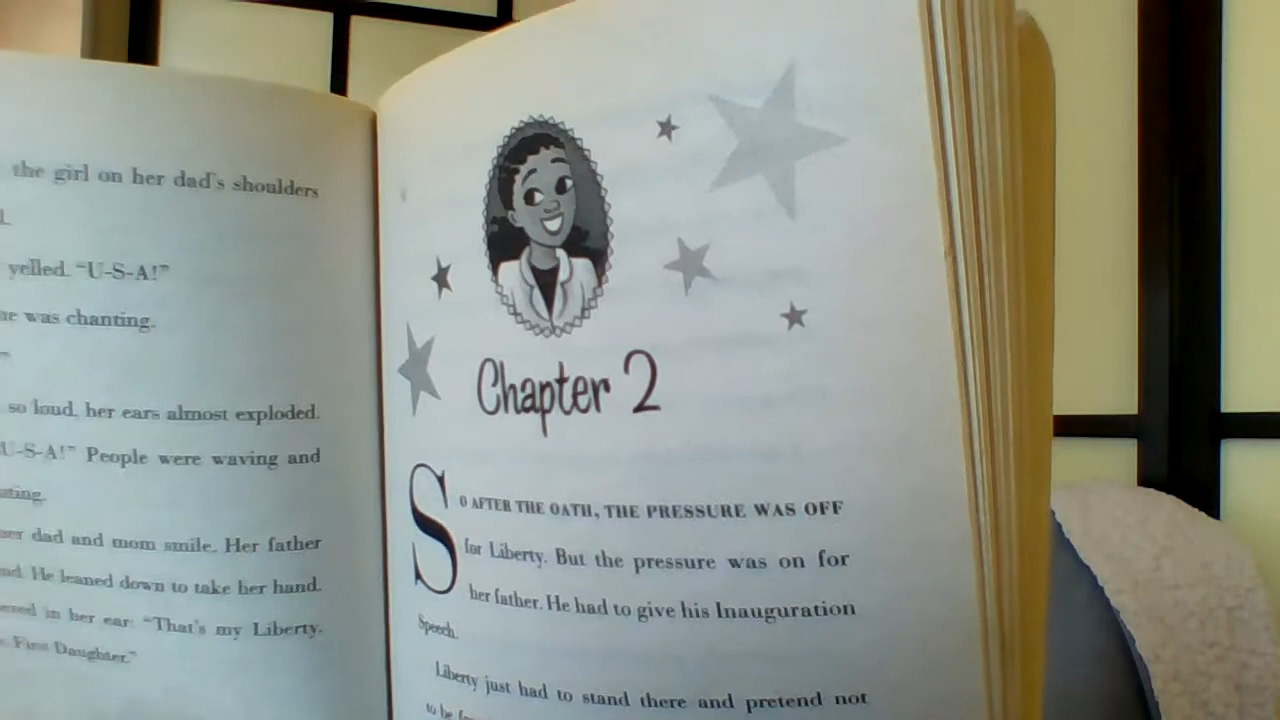 the girl on her dad's shoulders
yelled. "U-S-A!"
was chanting.
so loud, her ears almost exploded.
U-S-A!" People were waving and
dad and mom smile. Her father
He leaned down to take her hand.
in her ear: "That's my Liberty.
First Daughter."
Chapter 2
SO AFTER THE OATH, THE PRESSURE WAS OFF
for Liberty. But the pressure was on for
her father. He had to give his Inauguration
Speech.
Liberty just had to stand there and pretend not
to be